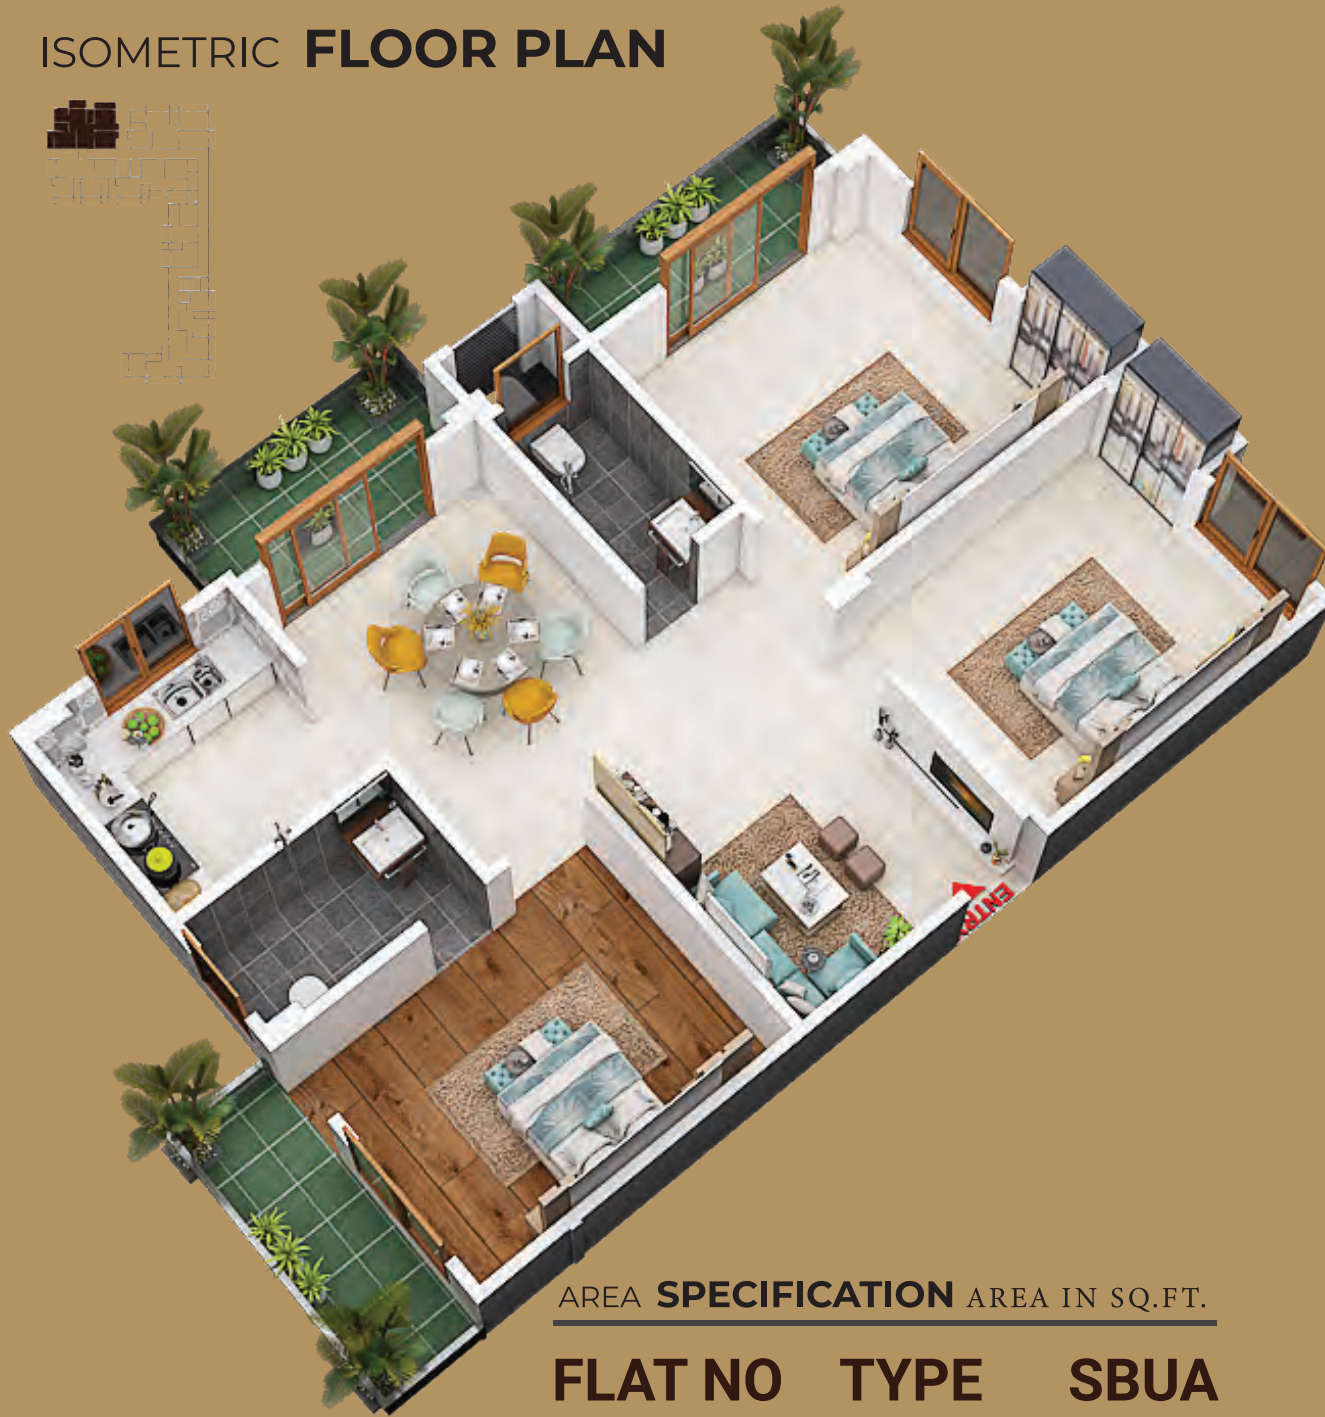 ISOMETRIC FLOOR PLAN
ENTRY
AREA SPECIFICATION AREA IN SQ.FT.
FLAT NO TYPE SBUA